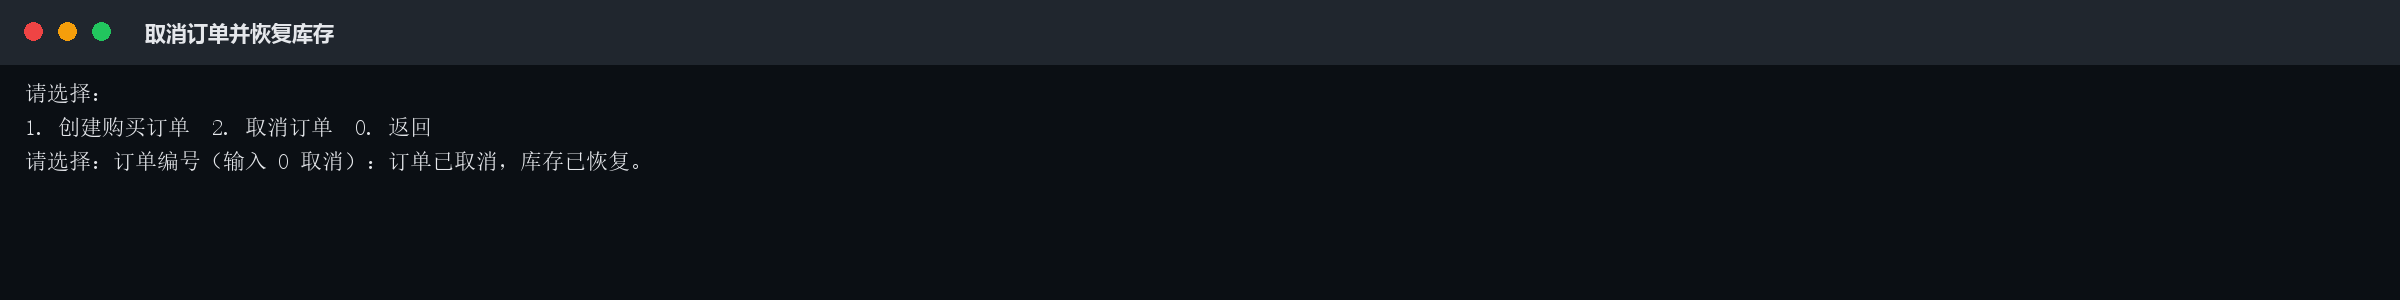 取消订单并恢复库存
请选择：
1. 创建购买订单  2. 取消订单  0. 返回
请选择：订单编号（输入 0 取消）：订单已取消，库存已恢复。